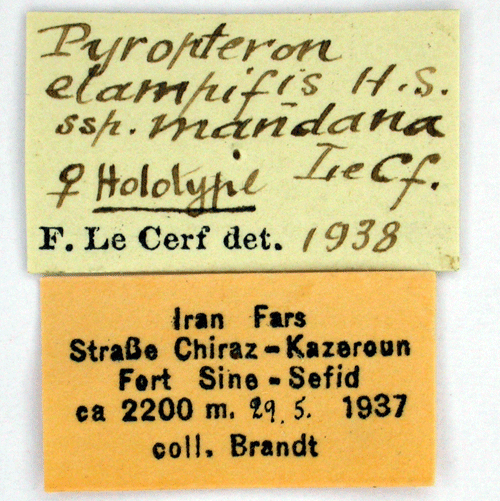 Pyropteron
elampifis H.S.
ssp. mandana
♀ Holotype Le Cf.
F. Le Cerf det. 1938
Iran Fars
Straße Chiraz-Kazeroun
Fort Sine-Sefid
ca 2200 m. 29. 5. 1937
coll. Brandt